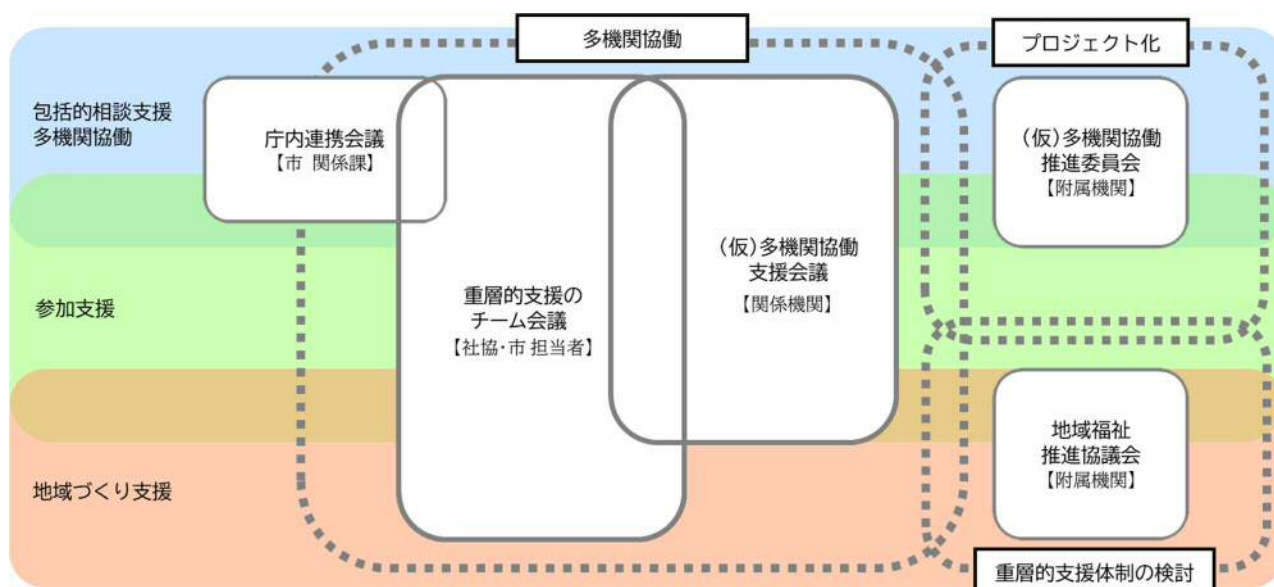 多機関協働
プロジェクト化
包括的相談支援
多機関協働
庁内連携会議
【市 関係課】
(仮)多機関協働
推進委員会
【附属機関】
参加支援
重層的支援の
チーム会議
【社協・市 担当者】
(仮)多機関協働
支援会議
【関係機関】
地域づくり支援
地域福祉
推進協議会
【附属機関】
重層的支援体制の検討